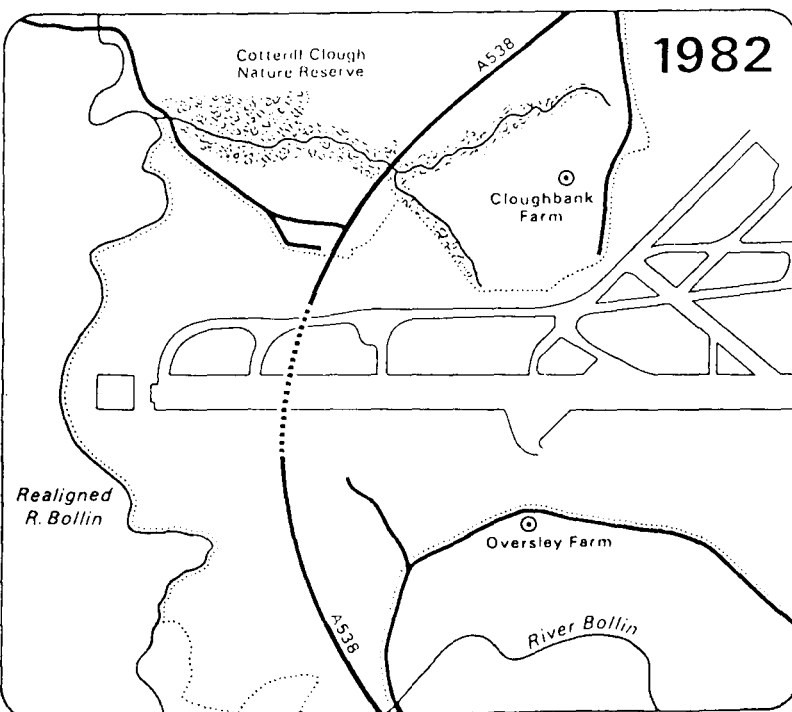 1982
Cotterill Clough
Nature Reserve
A538
Cloughbank
Farm
Realigned
R. Bollin
Oversley Farm
A538
River Bollin